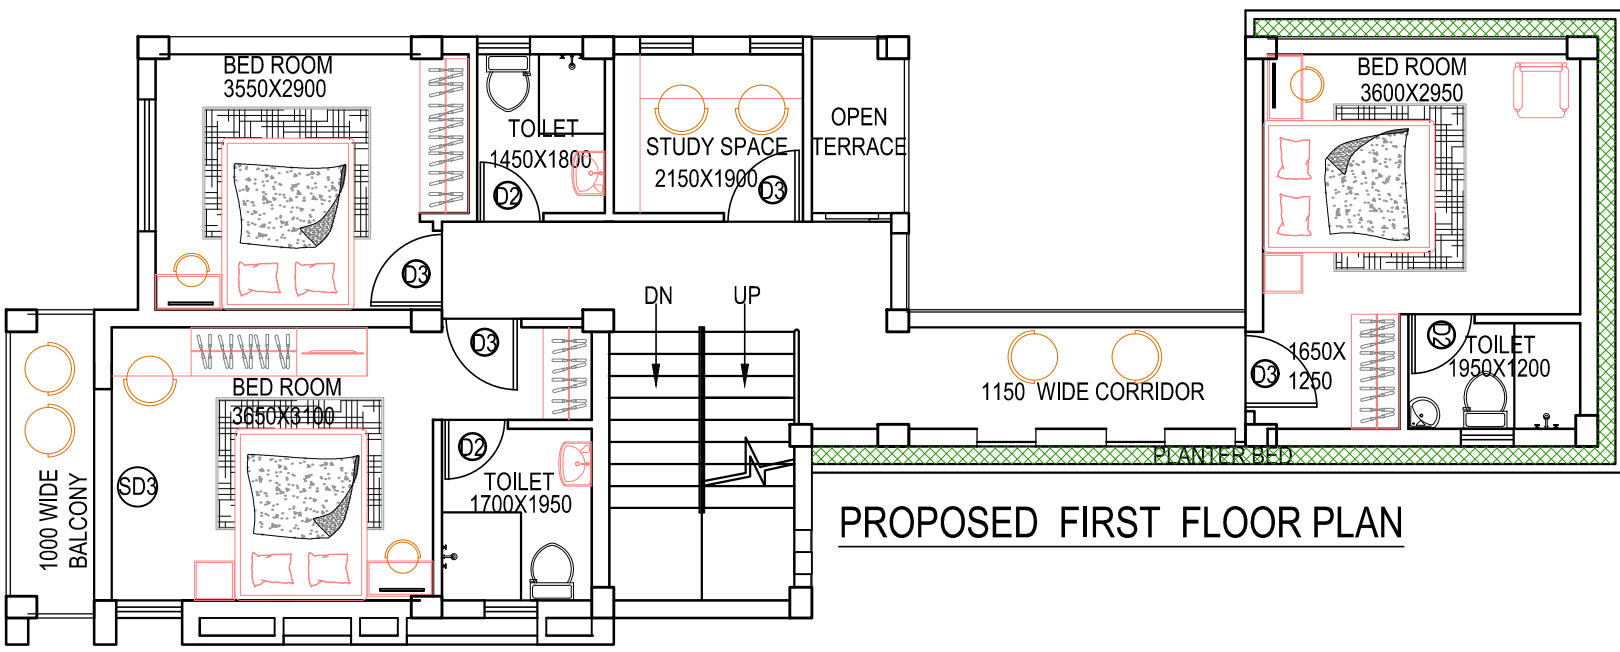 BED ROOM
3550X2900
TOILET
1450X1800
D2
STUDY SPACE
2150X1900
D3
OPEN
TERRACE
BED ROOM
3600X2950
D3
DN
UP
D3
BED ROOM
3650X3100
1150 WIDE CORRIDOR
D3
1650X
1250
D2
TOILET
1950X1200
D2
TOILET
1700X1950
SD3
1000 WIDE
BALCONY
PLANTER BED
PROPOSED FIRST FLOOR PLAN